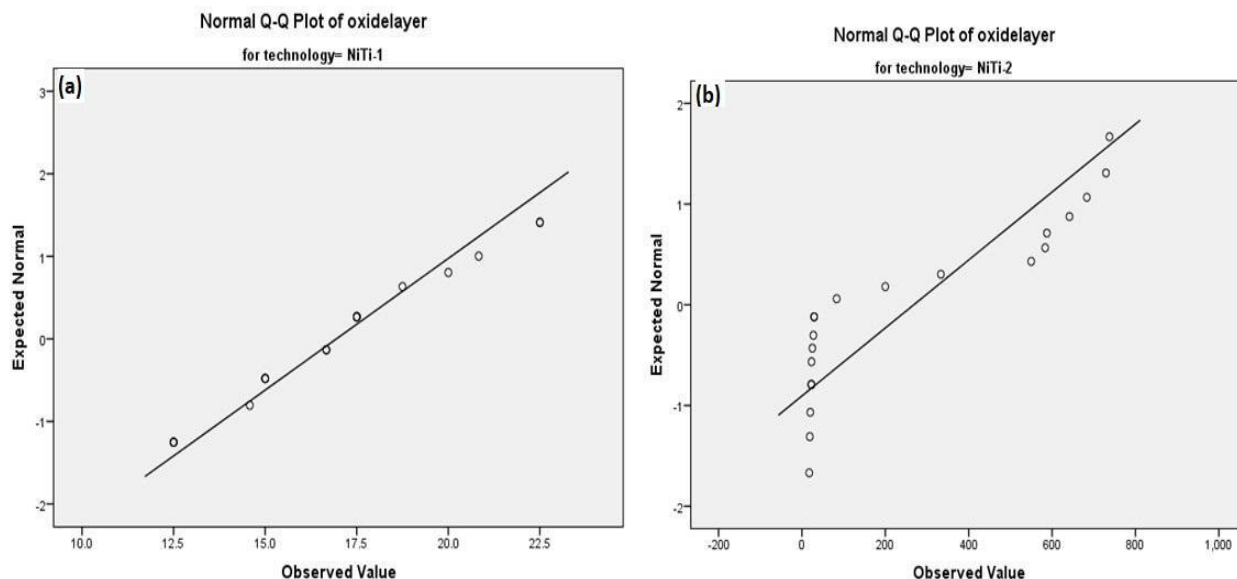 Normal Q-Q Plot of oxidelayer
for technology= NiTi-1
(a)
3
2
1
0
-1
-2
Expected Normal
10.0 12.5 15.0 17.5 20.0 22.5
Observed Value
Normal Q-Q Plot of oxidelayer
for technology= NiTi-2
(b)
2
1
0
-1
-2
Expected Normal
-200 0 200 400 600 800 1,000
Observed Value